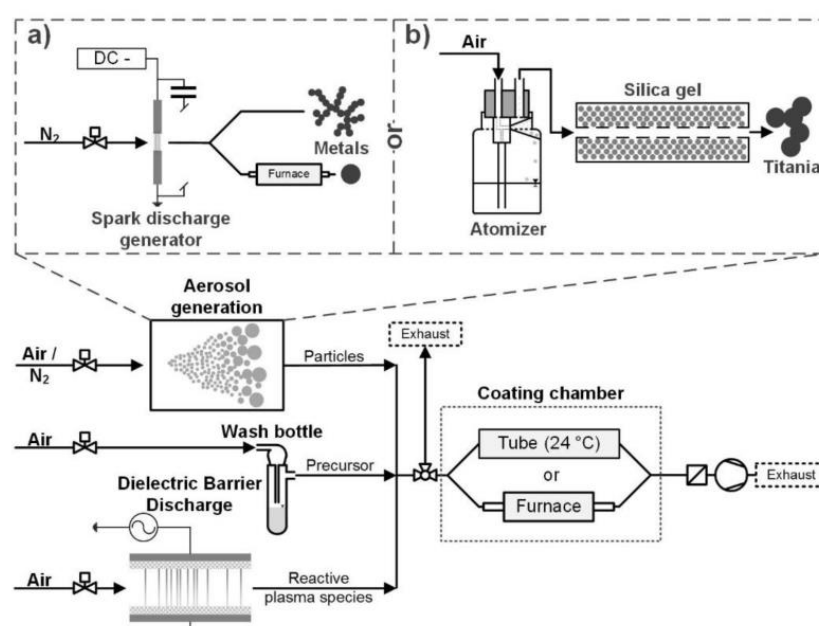 a)
DC -
N₂
Metals
Furnace
Spark discharge
generator
or
b)
Air
Silica gel
Titania
Atomizer
Aerosol
generation
Air /
N₂
Particles
Exhaust
Coating chamber
Air
Wash bottle
Precursor
Tube (24 °C)
or
Furnace
Exhaust
Dielectric Barrier
Discharge
Air
Reactive
plasma species